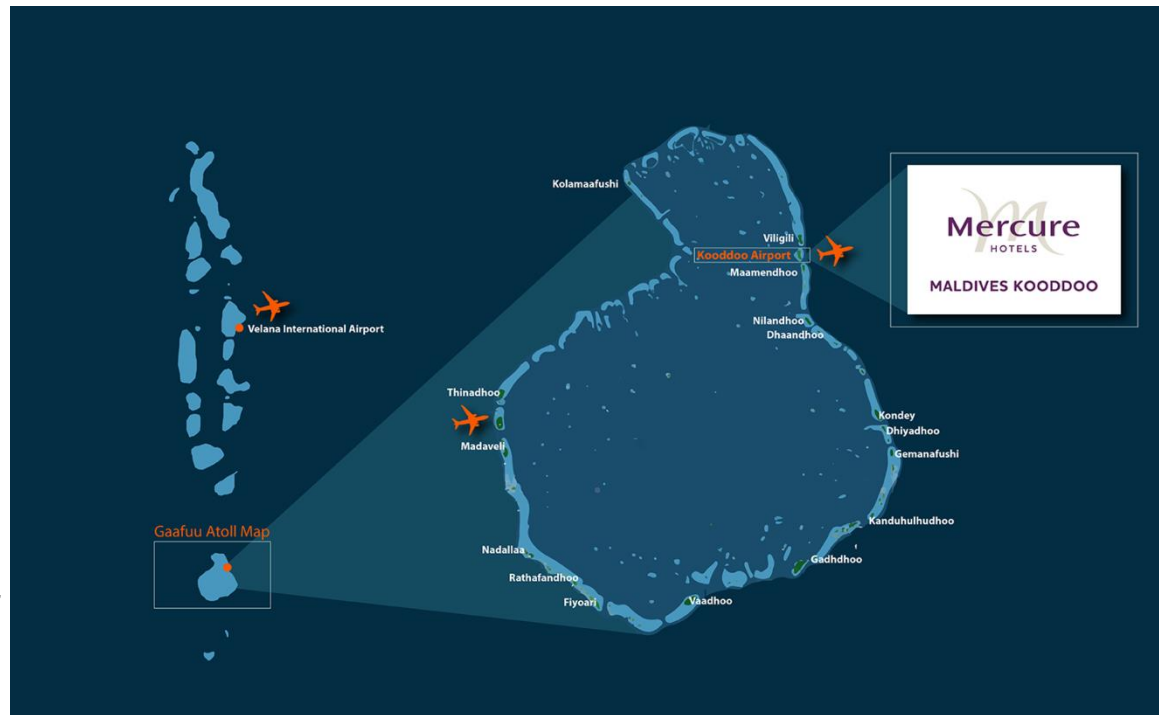 Kolamaafushi
Viligili
Kooddoo Airport
Maamendhoo
Mercure
HOTELS
MALDIVES KOODDOO
Velana International Airport
Nilandhoo
Dhaandhoo
Thinadhoo
Madaveli
Kondey
Dhiyadhoo
Gemanafushi
Kanduhulhudhoo
Gaafuu Atoll Map
Nadallaa
Rathafandhoo
Fiyoari
Gadhdhoo
Vaadhoo